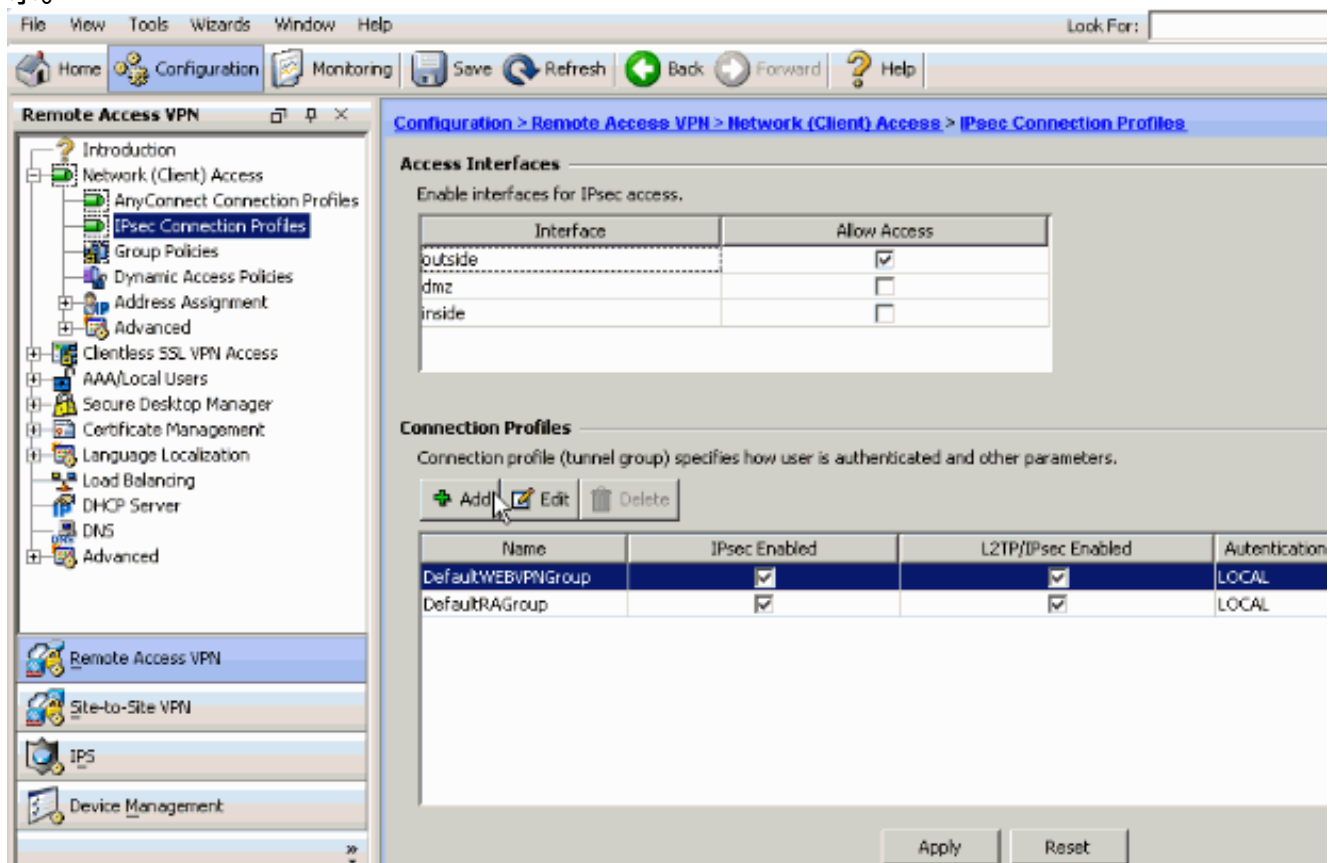 File View Tools Wizards Window Help Look For:
Home Configuration Monitoring Save Refresh Back Forward Help
Remote Access VPN
Introduction
Network (Client) Access
AnyConnect Connection Profiles
IPsec Connection Profiles
Group Policies
Dynamic Access Policies
Address Assignment
Advanced
Clientless SSL VPN Access
AAA/Local Users
Secure Desktop Manager
Certificate Management
Language Localization
Load Balancing
DHCP Server
DNS
Advanced
Remote Access VPN
Site-to-Site VPN
IPS
Device Management
Configuration > Remote Access VPN > Network (Client) Access > IPsec Connection Profiles
Access Interfaces
Enable interfaces for IPsec access.
Interface Allow Access
outside
dmz
inside
Connection Profiles
Connection profile (tunnel group) specifies how user is authenticated and other parameters.
Add Edit Delete
Name IPsec Enabled L2TP/IPsec Enabled Autentication
DefaultWEBVPNGroup LOCAL
DefaultRAGroup LOCAL
Apply Reset